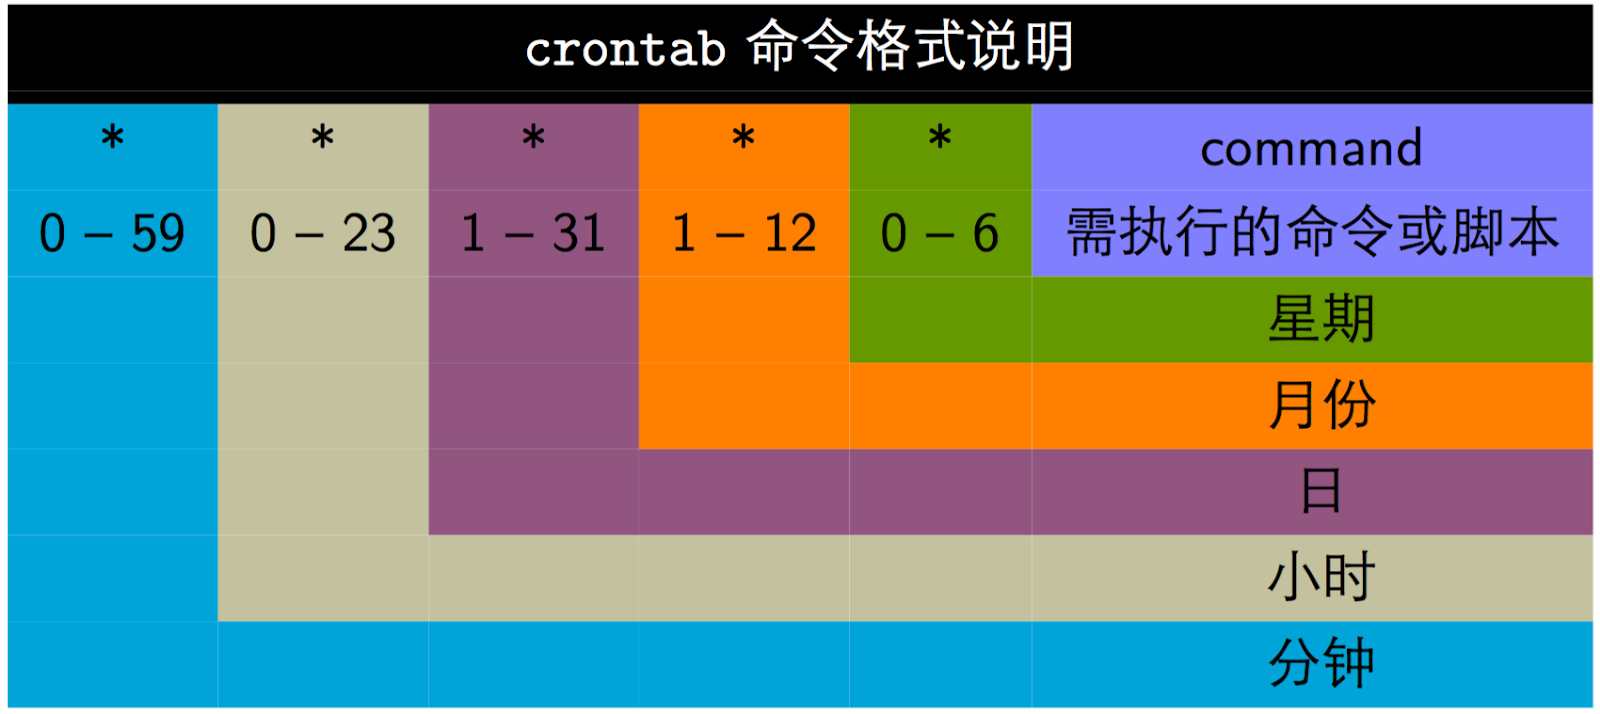 crontab 命令格式说明
* * * * * command
0 – 59 0 – 23 1 – 31 1 – 12 0 – 6 需执行的命令或脚本
星期
月份
日
小时
分钟